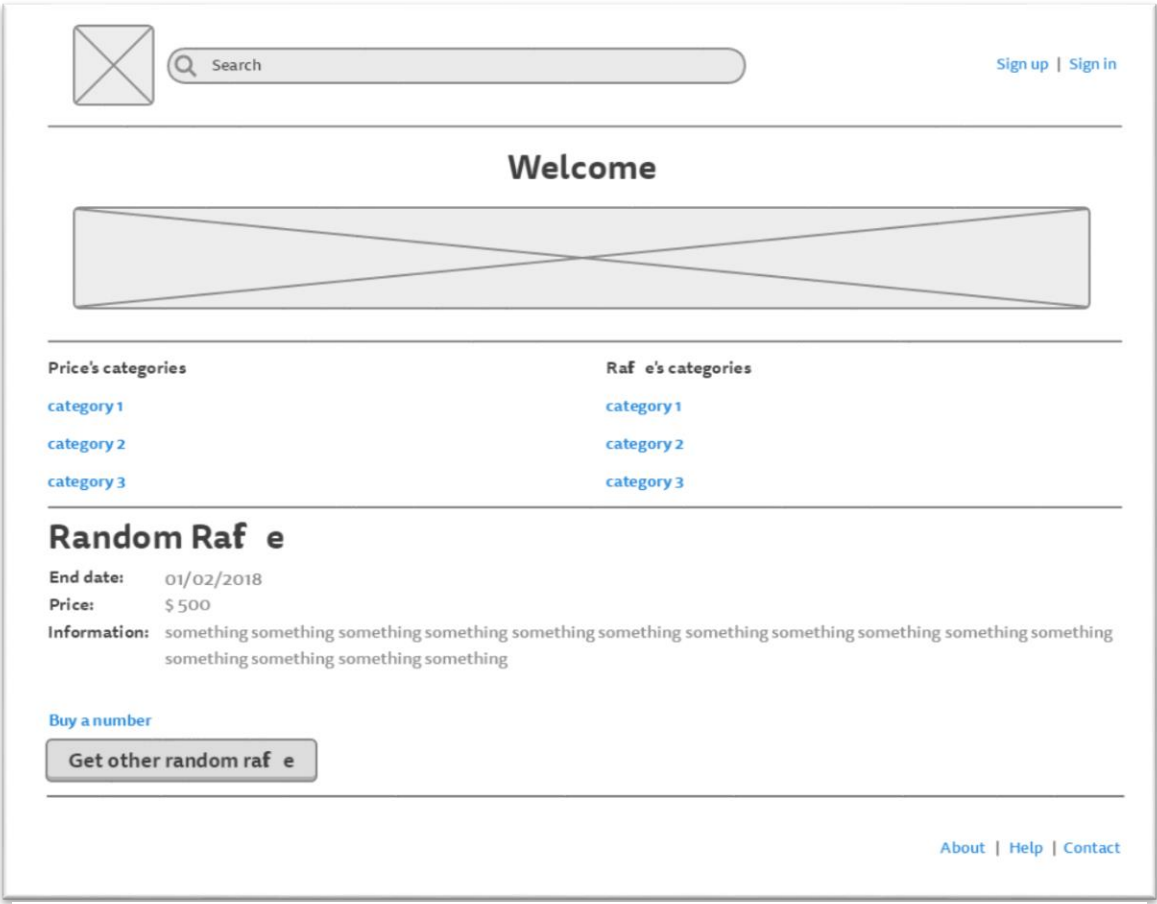 Search
Sign up | Sign in
Welcome
Price's categories
Raf e's categories
category 1
category 1
category 2
category 2
category 3
category 3
Random Raf e
End date: 01/02/2018
Price: $ 500
Information: something something something something something something something something something something something
something something something something
Buy a number
Get other random raf e
About | Help | Contact